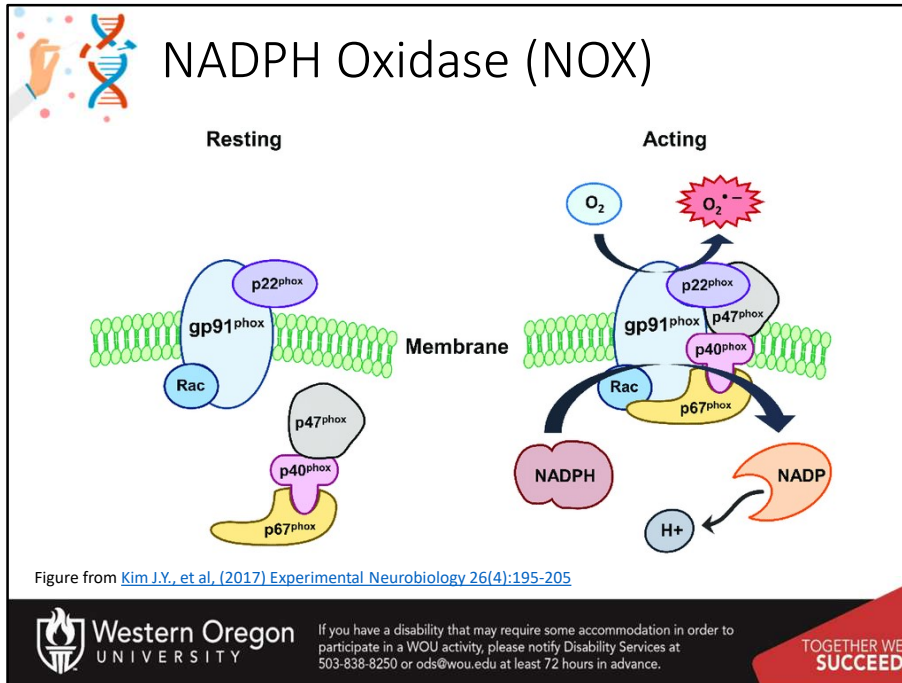 NADPH Oxidase (NOX)
Resting
Acting
O₂
O₂•−
p22ᵖʰᵒˣ
gp91ᵖʰᵒˣ
Rac
p47ᵖʰᵒˣ
p40ᵖʰᵒˣ
p67ᵖʰᵒˣ
Membrane
p22ᵖʰᵒˣ
p47ᵖʰᵒˣ
gp91ᵖʰᵒˣ
p40ᵖʰᵒˣ
Rac
p67ᵖʰᵒˣ
NADPH
NADP
H+
Figure from Kim J.Y., et al, (2017) Experimental Neurobiology 26(4):195-205
Western Oregon
UNIVERSITY
If you have a disability that may require some accommodation in order to
participate in a WOU activity, please notify Disability Services at
503-838-8250 or ods@wou.edu at least 72 hours in advance.
TOGETHER WE
SUCCEED